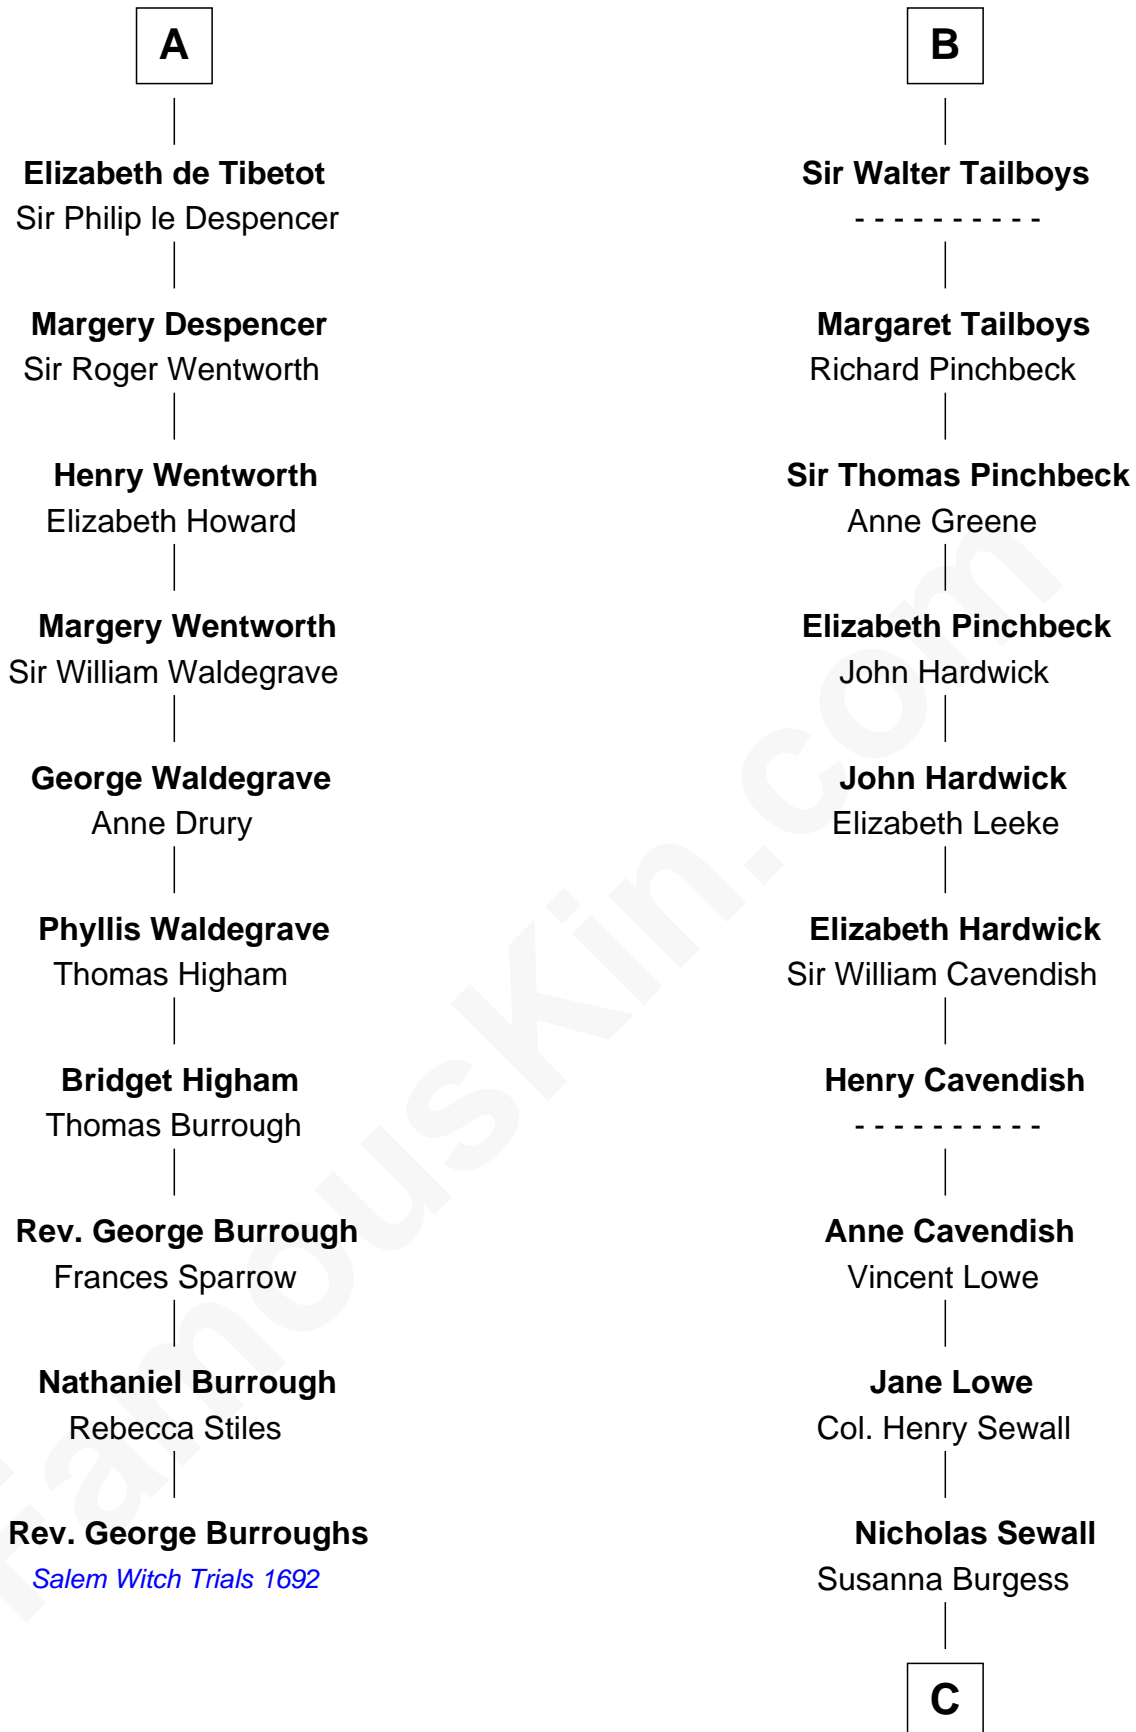 A
Elizabeth de Tibetot
Sir Philip le Despencer
Margery Despencer
Sir Roger Wentworth
Henry Wentworth
Elizabeth Howard
Margery Wentworth
Sir William Waldegrave
George Waldegrave
Anne Drury
Phyllis Waldegrave
Thomas Higham
Bridget Higham
Thomas Burrough
Rev. George Burrough
Frances Sparrow
Nathaniel Burrough
Rebecca Stiles
Rev. George Burroughs
Salem Witch Trials 1692
B
Sir Walter Tailboys
- - - - - - - - - -
Margaret Tailboys
Richard Pinchbeck
Sir Thomas Pinchbeck
Anne Greene
Elizabeth Pinchbeck
John Hardwick
John Hardwick
Elizabeth Leeke
Elizabeth Hardwick
Sir William Cavendish
Henry Cavendish
- - - - - - - - - -
Anne Cavendish
Vincent Lowe
Jane Lowe
Col. Henry Sewall
Nicholas Sewall
Susanna Burgess
C
famouskin.com